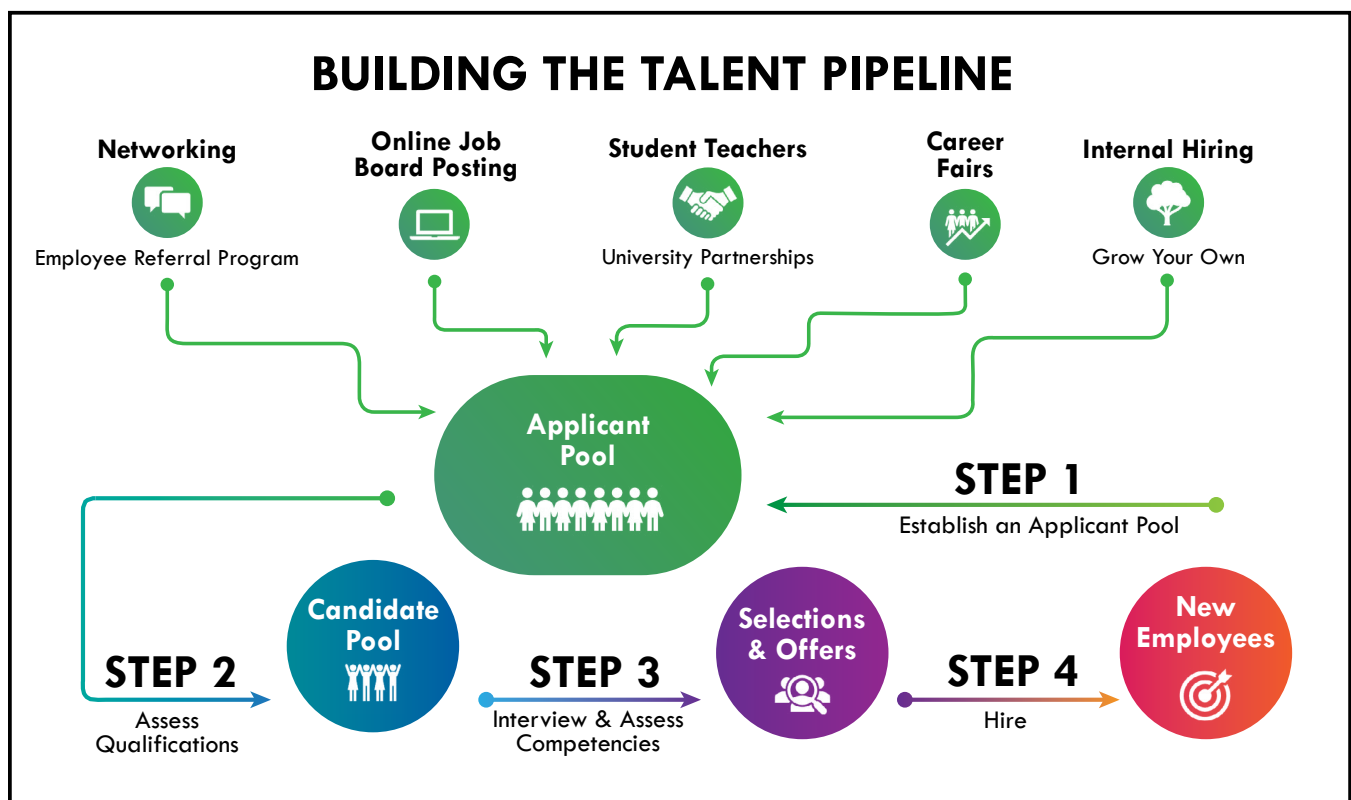 BUILDING THE TALENT PIPELINE
Networking
Employee Referral Program
Online Job
Board Posting
Student Teachers
University Partnerships
Career
Fairs
Internal Hiring
Grow Your Own
Applicant
Pool
STEP 1
Establish an Applicant Pool
STEP 2
Assess
Qualifications
Candidate
Pool
STEP 3
Interview & Assess
Competencies
Selections
& Offers
STEP 4
Hire
New
Employees